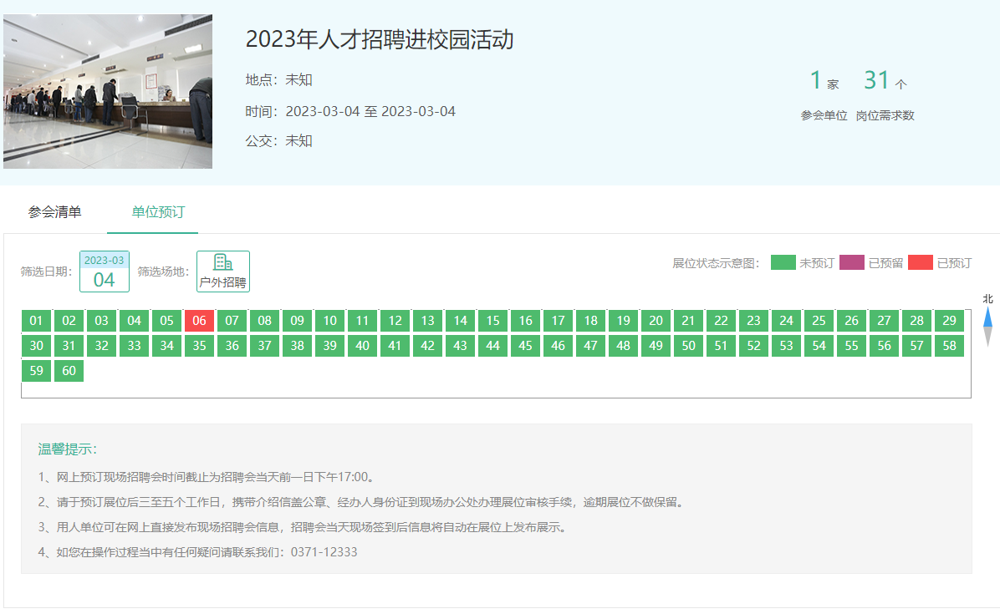 2023年人才招聘进校园活动
地点：未知
时间：2023-03-04 至 2023-03-04
公交：未知
1 家 31 个
参会单位 岗位需求数
参会清单 单位预订
筛选日期： 2023-03 04 筛选场地： 户外招聘 展位状态示意图： 未预订 已预留 已预订
北
01 02 03 04 05 06 07 08 09 10 11 12 13 14 15 16 17 18 19 20 21 22 23 24 25 26 27 28 29
30 31 32 33 34 35 36 37 38 39 40 41 42 43 44 45 46 47 48 49 50 51 52 53 54 55 56 57 58
59 60
温馨提示：
1、网上预订现场招聘会时间截止为招聘会当天前一日下午17:00。
2、请于预订展位后三至五个工作日，携带介绍信盖公章、经办人身份证到现场办公处办理展位审核手续，逾期展位不做保留。
3、用人单位可在网上直接发布现场招聘会信息，招聘会当天现场签到后信息将自动在展位上发布展示。
4、如您在操作过程当中有任何疑问请联系我们：0371-12333